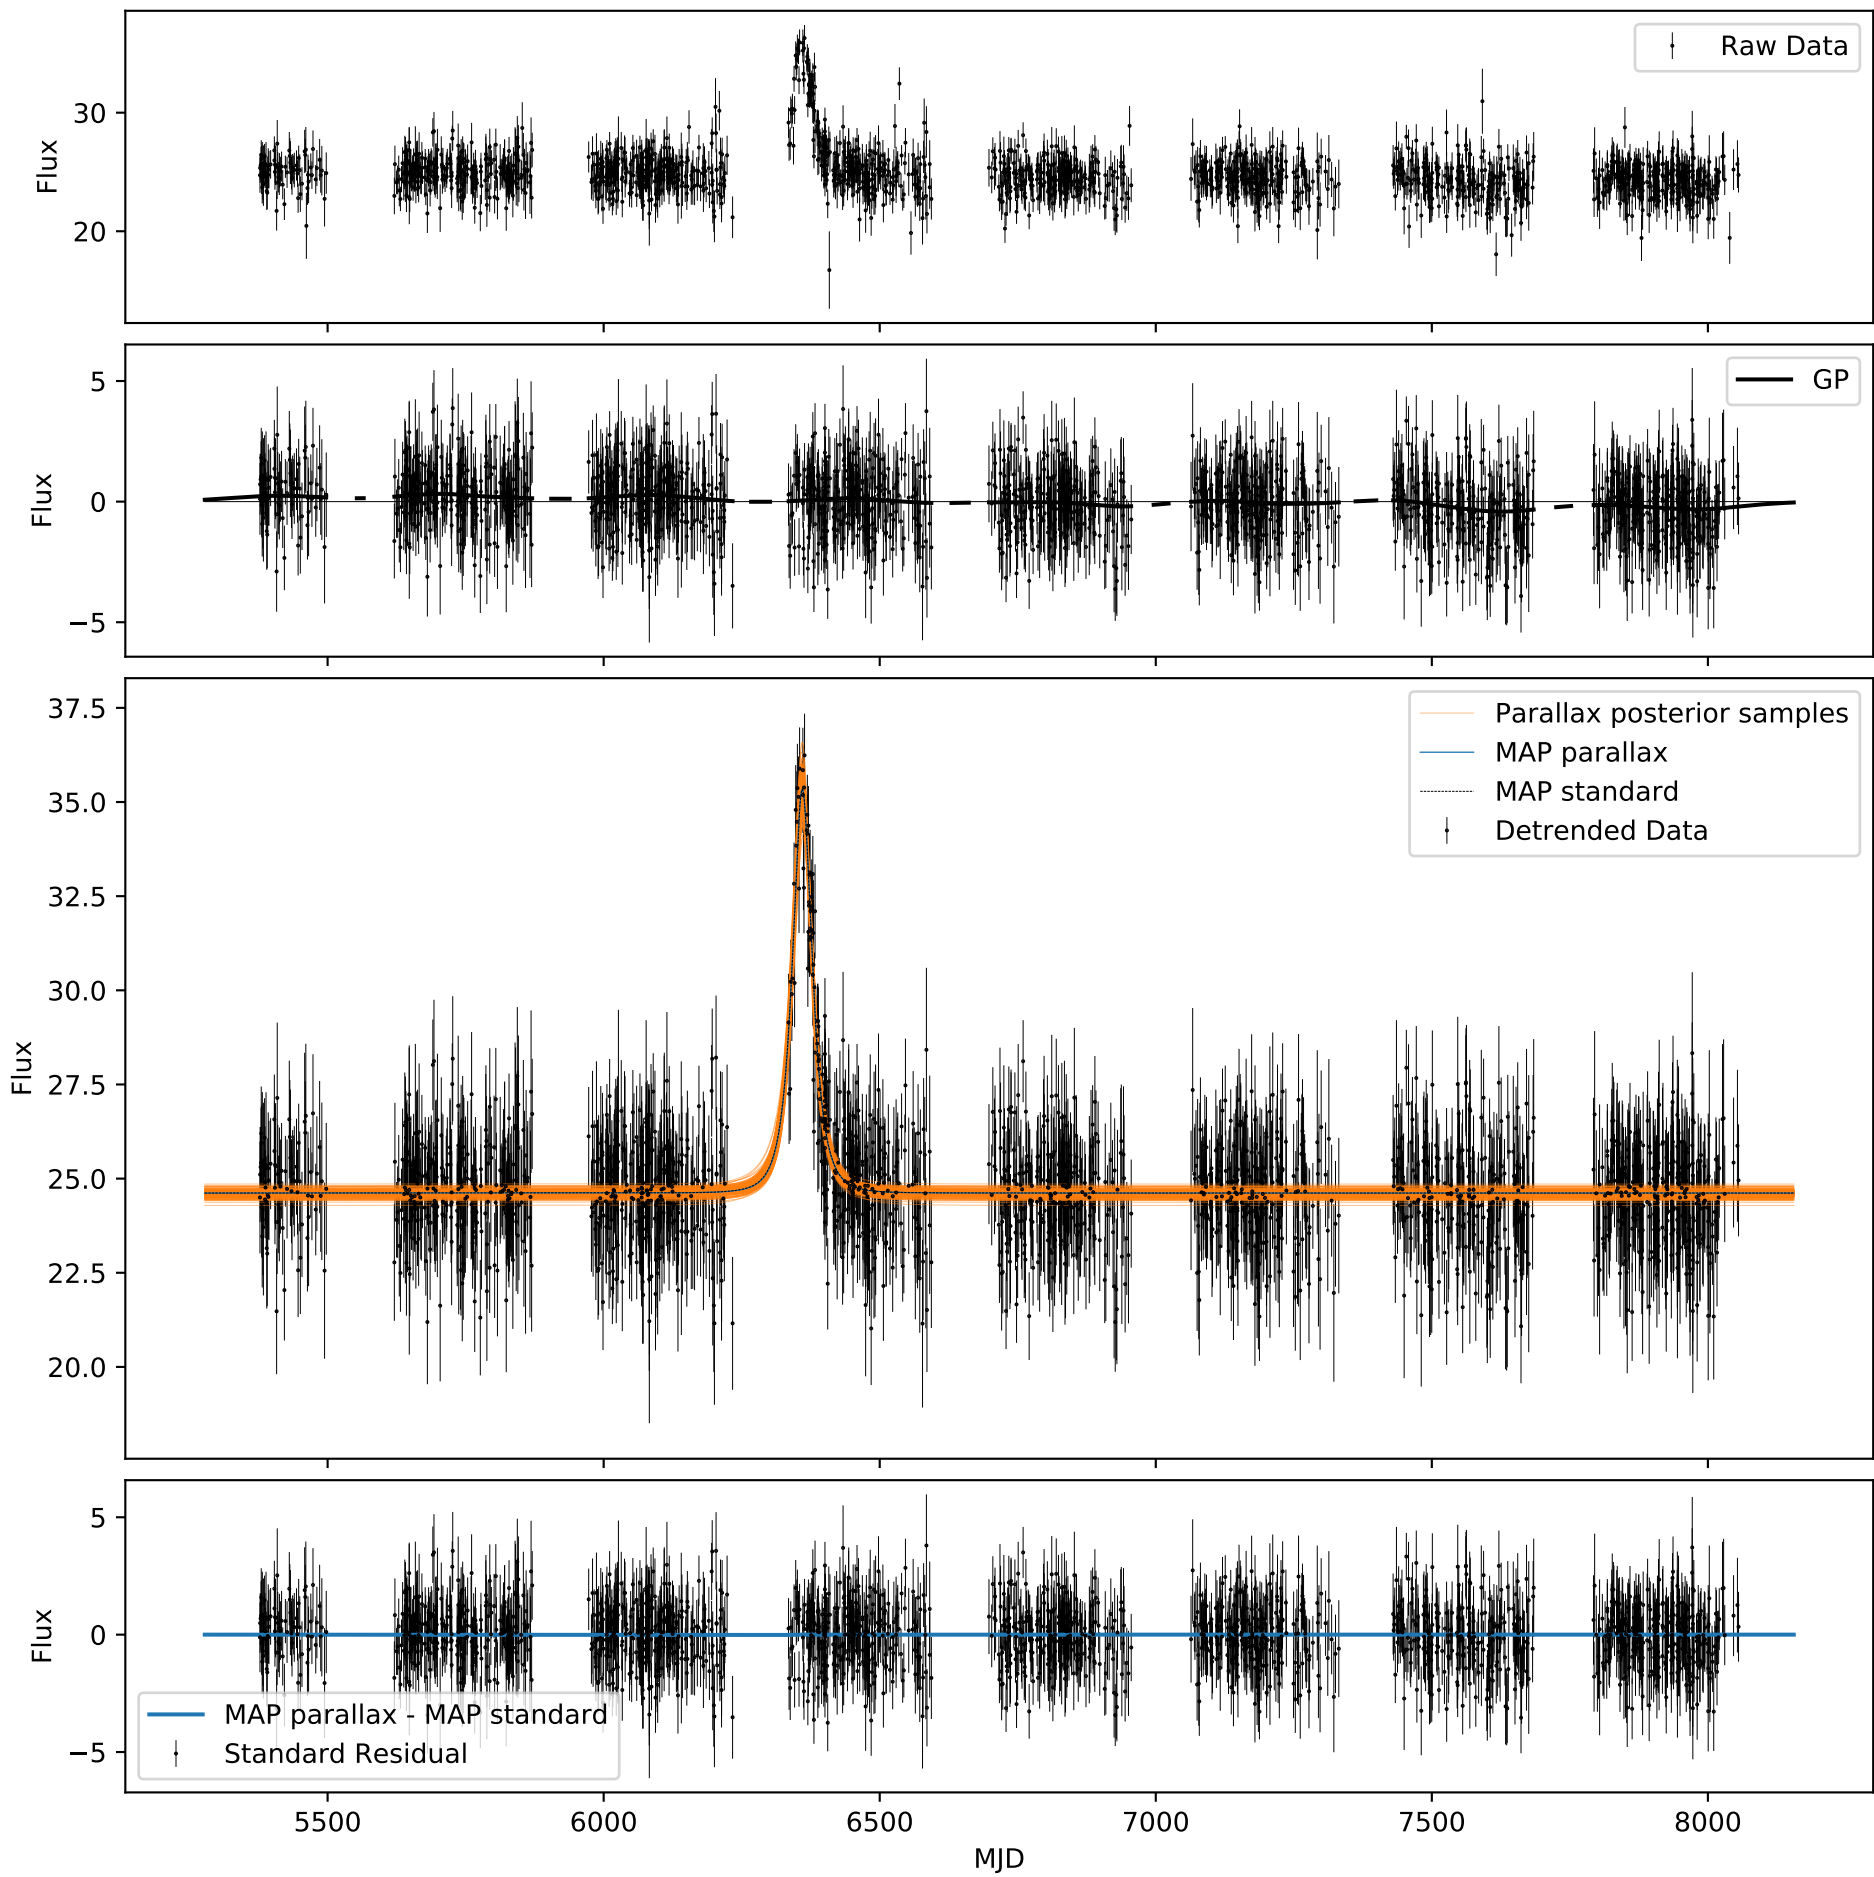 Raw Data
30
20
Flux
GP
5
0
−5
Flux
Parallax posterior samples
MAP parallax
MAP standard
Detrended Data
37.5
35.0
32.5
30.0
27.5
25.0
22.5
20.0
Flux
5
0
−5
Flux
MAP parallax - MAP standard
Standard Residual
5500
6000
6500
7000
7500
8000
MJD